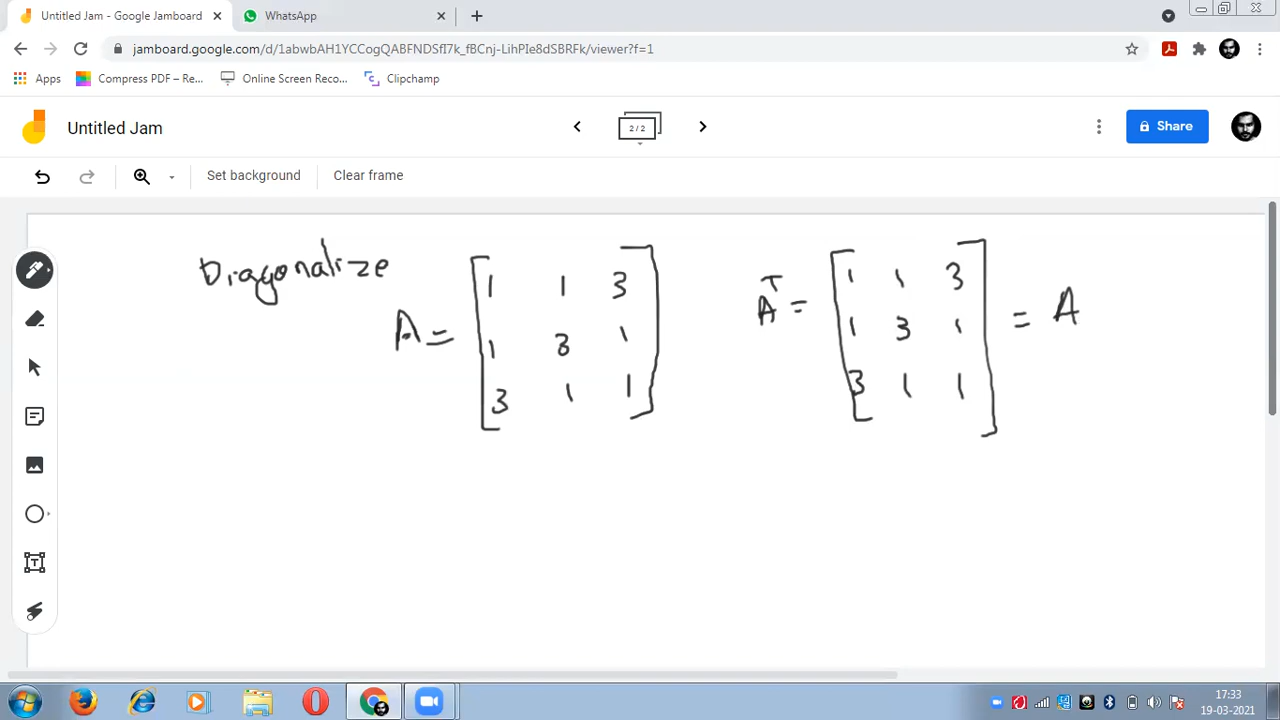 Untitled Jam - Google Jamboard
WhatsApp
jamboard.google.com/d/1abwbAH1YCCogQABFNDSfI7k_fBCnj-LihPIe8dSBRFk/viewer?f=1
Apps
Compress PDF – Re...
Online Screen Reco...
Clipchamp
Untitled Jam
2 / 2
Share
Set background
Clear frame
Diagonalize
A = [1 1 3
1 3 1
3 1 1]
Aᵀ = [1 1 3
1 3 1
3 1 1] = A
17:33
19-03-2021